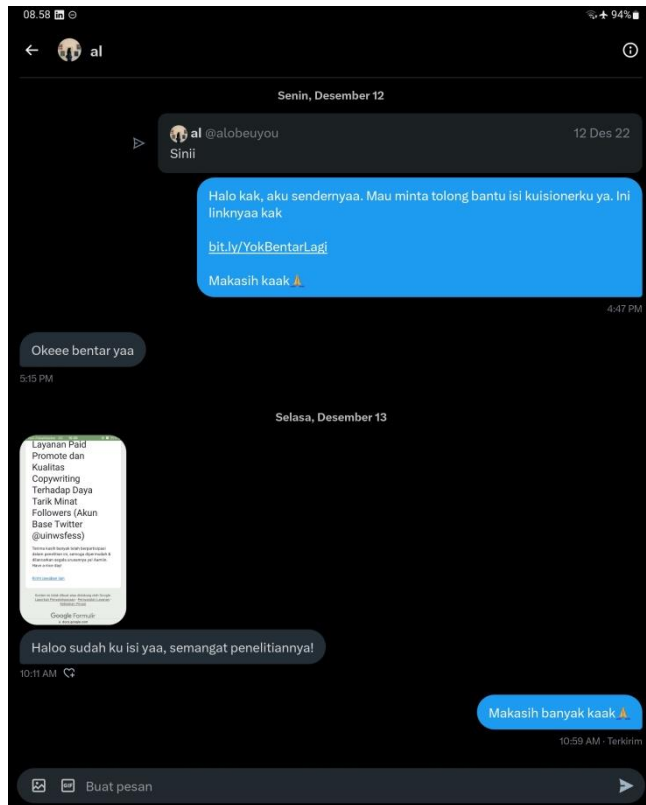 08.58
94%
al
Senin, Desember 12
al @alobeuyou 12 Des 22
Sinii
Halo kak, aku sendernyaa. Mau minta tolong bantu isi kuisionerku ya. Ini
linknyaa kak
bit.ly/YokBentarLagi
Makasih kaak
4:47 PM
Okeee bentar yaa
5:15 PM
Selasa, Desember 13
Layanan Paid
Promote dan
Kualitas
Copywriting
Terhadap Daya
Tarik Minat
Followers (Akun
Base Twitter
@uinwsfess)
Google Formulir
Haloo sudah ku isi yaa, semangat penelitiannya!
10:11 AM
Makasih banyak kaak
10:59 AM · Terkirim
GIF
Buat pesan